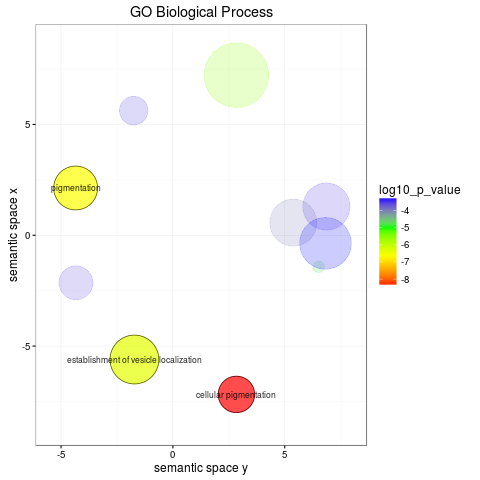 GO Biological Process
semantic space x
5
0
-5
pigmentation
establishment of vesicle localization
cellular pigmentation
-5
0
5
semantic space y
log10_p_value
-4
-5
-6
-7
-8